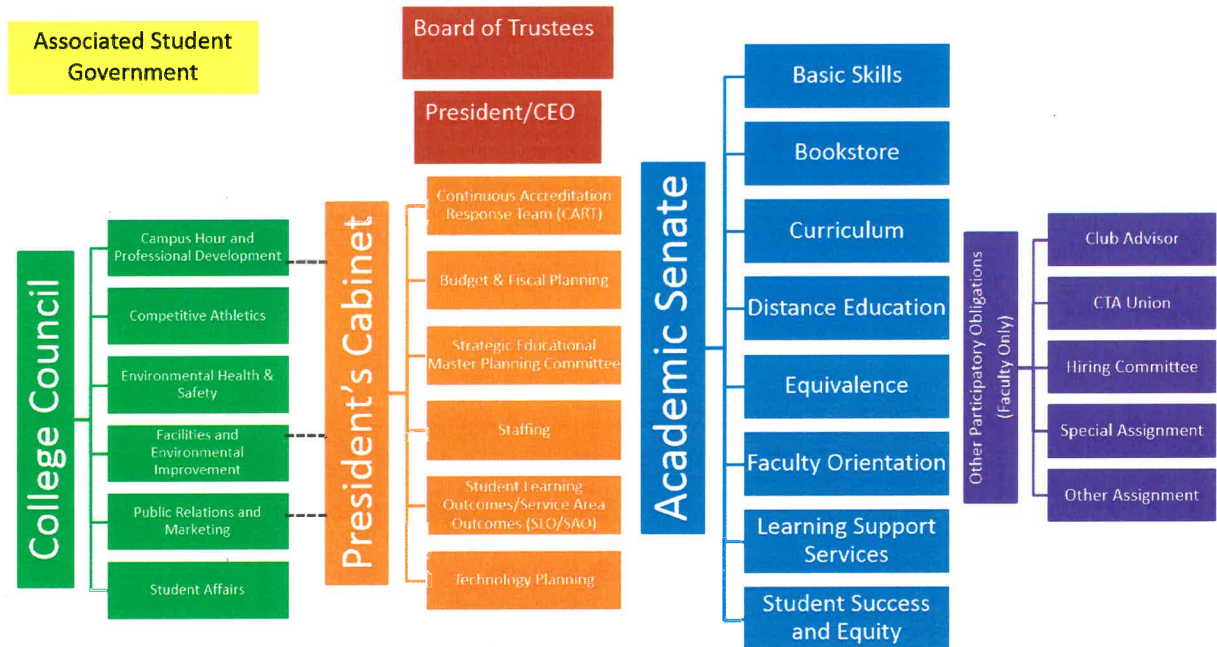 Associated Student
Government
Board of Trustees
President/CEO
College Council
Campus Hour and
Professional Development
Competitive Athletics
Environmental Health &
Safety
Facilities and
Environmental
Improvement
Public Relations and
Marketing
Student Affairs
President's Cabinet
Continuous Accreditation
Response Team (CART)
Budget & Fiscal Planning
Strategic Educational
Master Planning Committee
Staffing
Student Learning
Outcomes/Service Area
Outcomes (SLO/SAO)
Technology Planning
Academic Senate
Basic Skills
Bookstore
Curriculum
Distance Education
Equivalence
Faculty Orientation
Learning Support
Services
Student Success
and Equity
Other Participatory Obligations
(Faculty Only)
Club Advisor
CTA Union
Hiring Committee
Special Assignment
Other Assignment